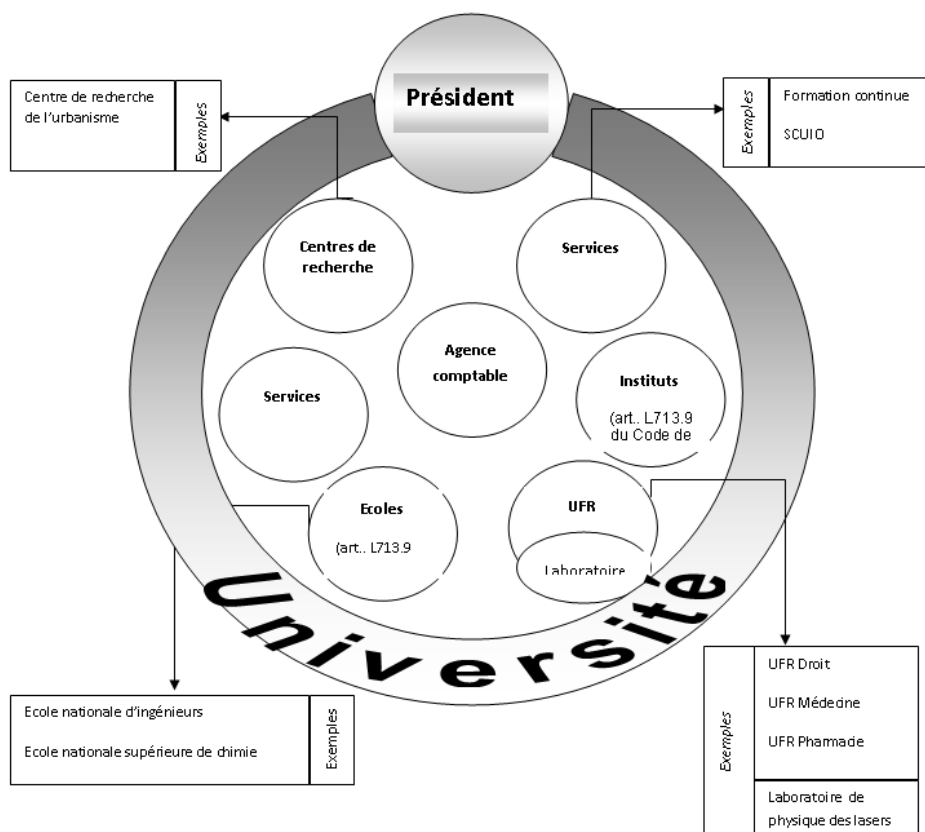 Président
Centre de recherche
de l'urbanisme
Exemples
Exemples
Formation continue
SCUIO
Centres de
recherche
Services
Agence
comptable
Services
Instituts
(art.. L713.9
du Code de
Ecoles
(art.. L713.9
UFR
Laboratoire
Université
Ecole nationale d'ingénieurs
Ecole nationale supérieure de chimie
Exemples
Exemples
UFR Droit
UFR Médecine
UFR Pharmacie
Laboratoire de
physique des lasers